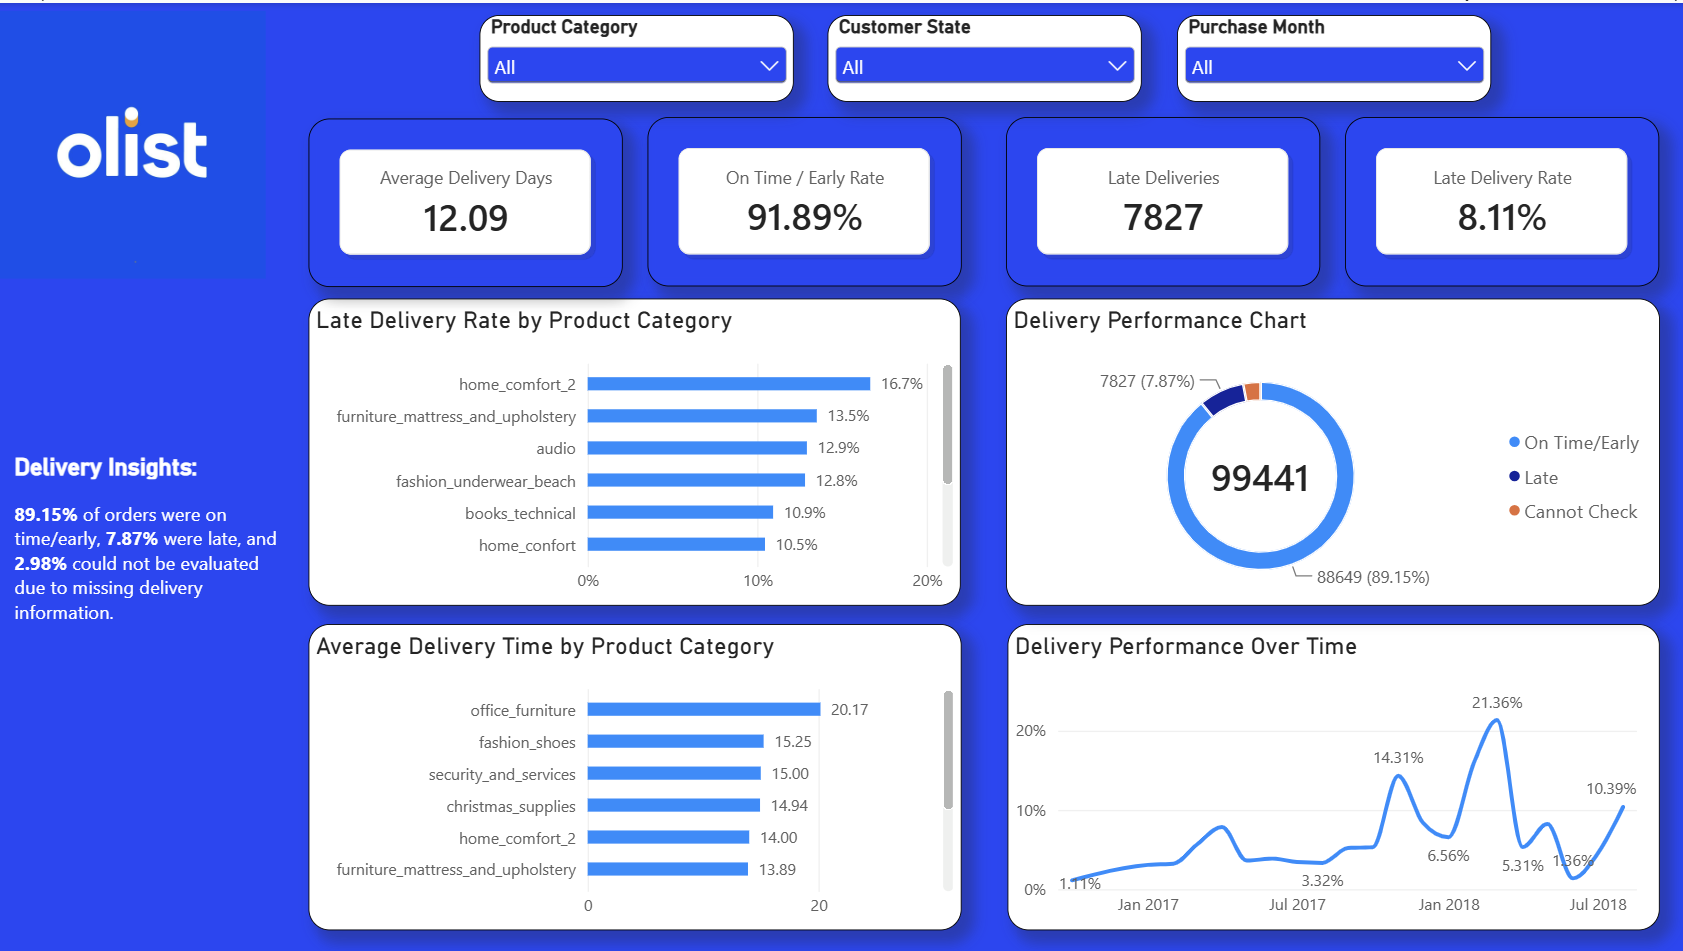 Product Category
All
Customer State
All
Purchase Month
All
olist
Average Delivery Days
12.09
On Time / Early Rate
91.89%
Late Deliveries
7827
Late Delivery Rate
8.11%
Delivery Insights:
89.15% of orders were on
time/early, 7.87% were late, and
2.98% could not be evaluated
due to missing delivery
information.
Late Delivery Rate by Product Category
home_comfort_2 16.7%
furniture_mattress_and_upholstery 13.5%
audio 12.9%
fashion_underwear_beach 12.8%
books_technical 10.9%
home_confort 10.5%
0% 10% 20%
Delivery Performance Chart
7827 (7.87%)
99441
88649 (89.15%)
On Time/Early
Late
Cannot Check
Average Delivery Time by Product Category
office_furniture 20.17
fashion_shoes 15.25
security_and_services 15.00
christmas_supplies 14.94
home_comfort_2 14.00
furniture_mattress_and_upholstery 13.89
0 20
Delivery Performance Over Time
21.36%
20%
14.31%
10.39%
10%
6.56%
5.31%
1.36%
3.32%
1.11%
0%
Jan 2017 Jul 2017 Jan 2018 Jul 2018